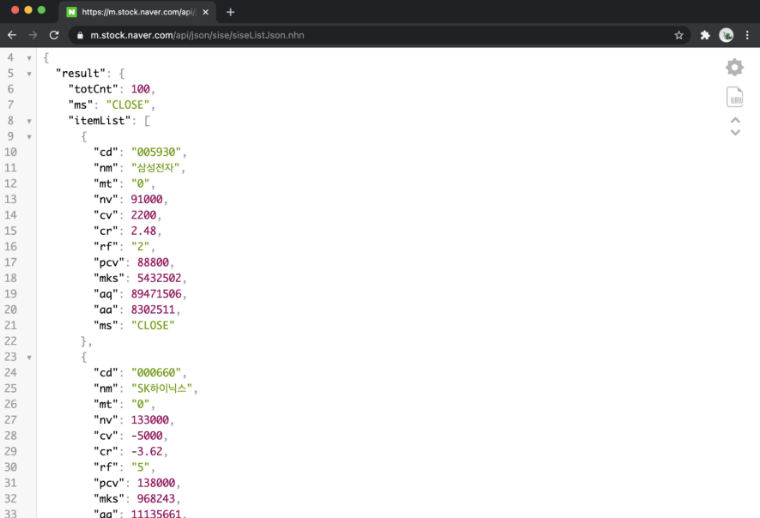 https://m.stock.naver.com/api/
m.stock.naver.com/api/json/sise/siseListJson.nhn
4 {
5 "result": {
6 "totCnt": 100,
7 "ms": "CLOSE",
8 "itemList": [
9 {
10 "cd": "005930",
11 "nm": "삼성전자",
12 "mt": "0",
13 "nv": 91000,
14 "cv": 2200,
15 "cr": 2.48,
16 "rf": "2",
17 "pcv": 88800,
18 "mks": 5432502,
19 "aq": 89471506,
20 "aa": 8302511,
21 "ms": "CLOSE"
22 },
23 {
24 "cd": "000660",
25 "nm": "SK하이닉스",
26 "mt": "0",
27 "nv": 133000,
28 "cv": -5000,
29 "cr": -3.62,
30 "rf": "5",
31 "pcv": 138000,
32 "mks": 968243,
33 "aq": 11135661,